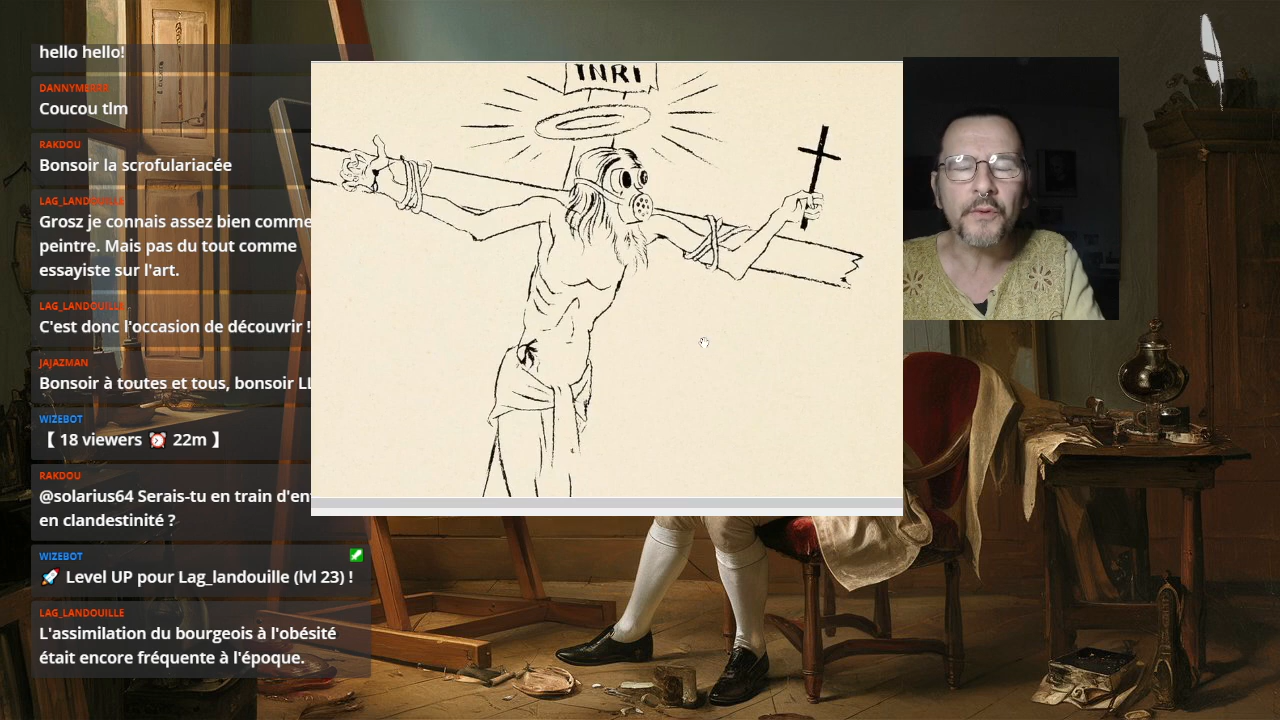 hello hello!
DANNYMERRE
Coucou tlm
RAKDOU
Bonsoir la scrofulariacée
LAG_LANDOUILLE
Grosz je connais assez bien comme
peintre. Mais pas du tout comme
essayiste sur l'art.
LAG_LANDOUILLE
C'est donc l'occasion de découvrir !
JAJAZMAN
Bonsoir à toutes et tous, bonsoir LL
WIZEBOT
【 18 viewers ⏰ 22m 】
RAKDOU
@solarius64 Serais-tu en train d'en
en clandestinité ?
WIZEBOT
🚀 Level UP pour Lag_landouille (lvl 23) !
LAG_LANDOUILLE
L'assimilation du bourgeois à l'obésité
était encore fréquente à l'époque.
INRI